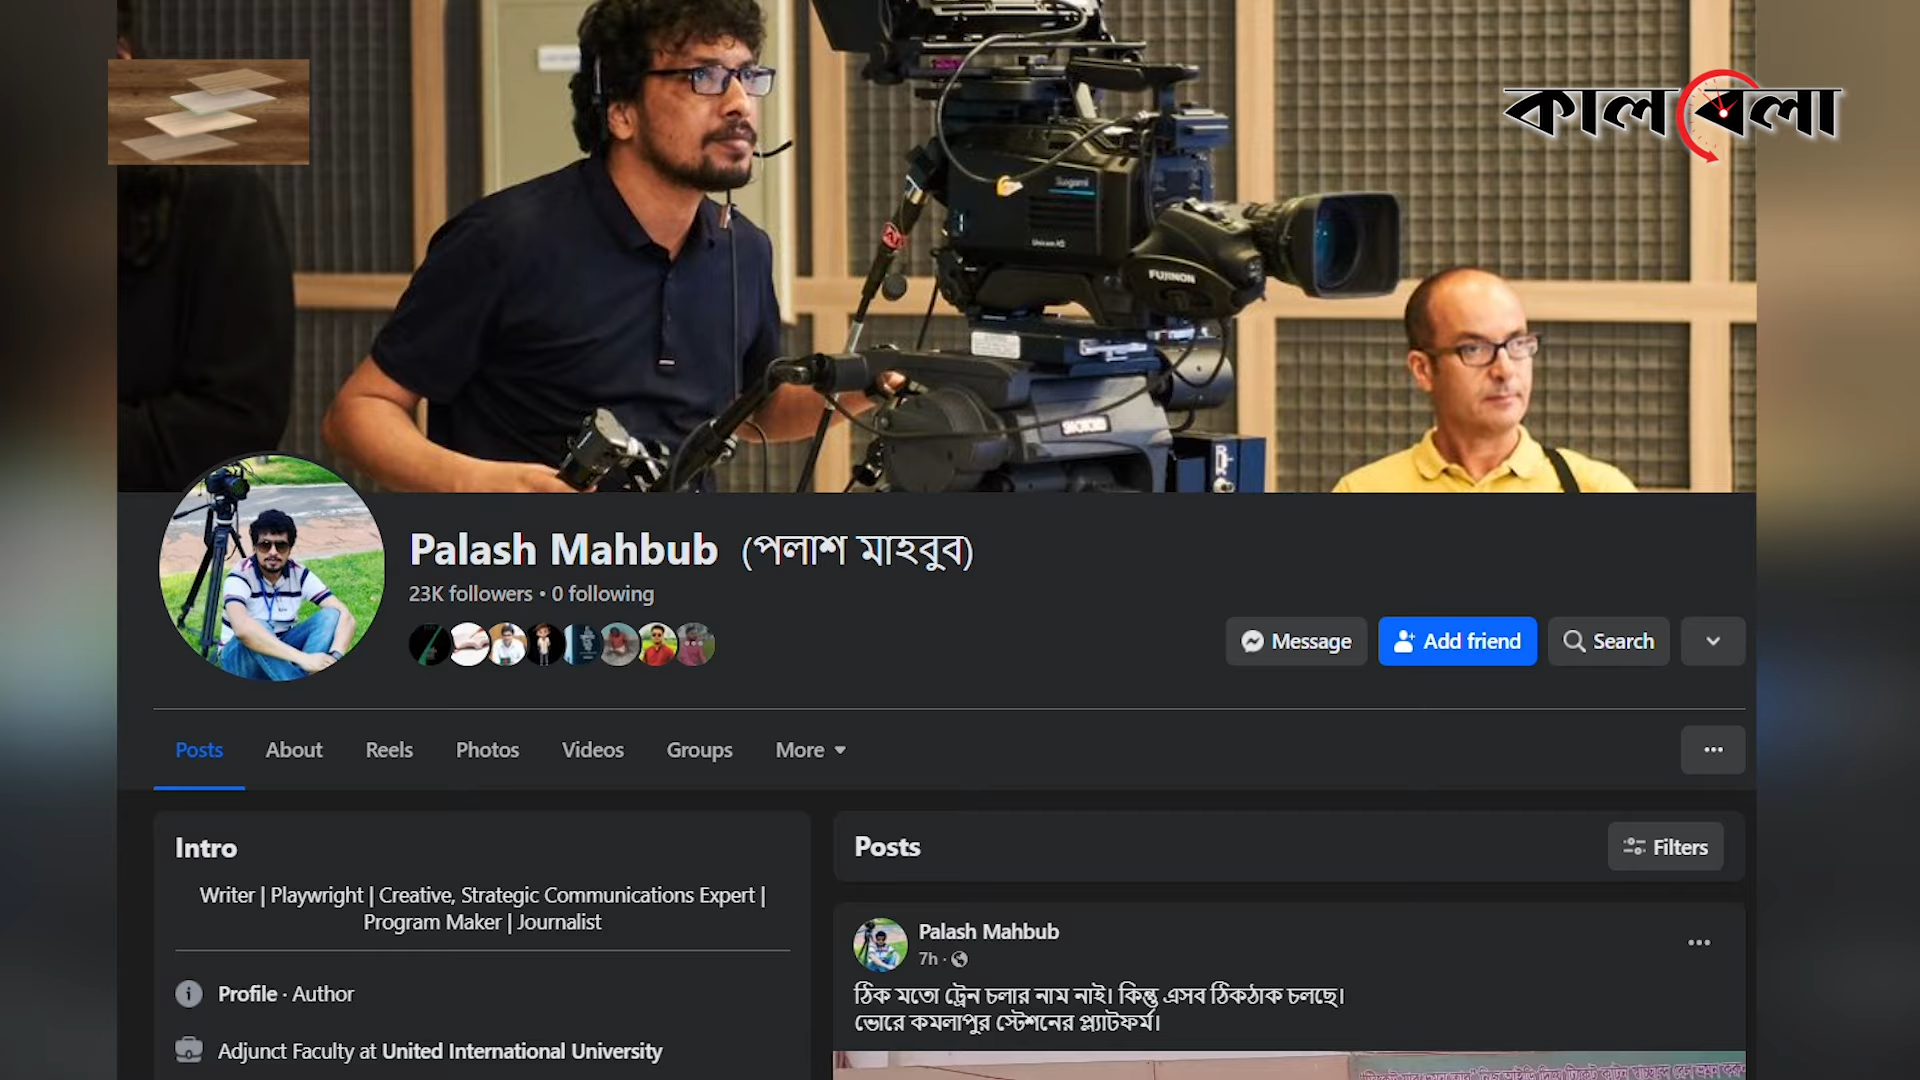 কালবেলা
FUJINON
Palash Mahbub (পলাশ মাহবুব)
23K followers • 0 following
Message
Add friend
Search
Posts
About
Reels
Photos
Videos
Groups
More
Intro
Writer | Playwright | Creative, Strategic Communications Expert |
Program Maker | Journalist
Profile · Author
Adjunct Faculty at United International University
Posts
Filters
Palash Mahbub
7h ·
ঠিক মতো ট্রেন চলার নাম নাই। কিন্তু এসব ঠিকঠাক চলছে।
ভোরে কমলাপুর স্টেশনের প্ল্যাটফর্ম।